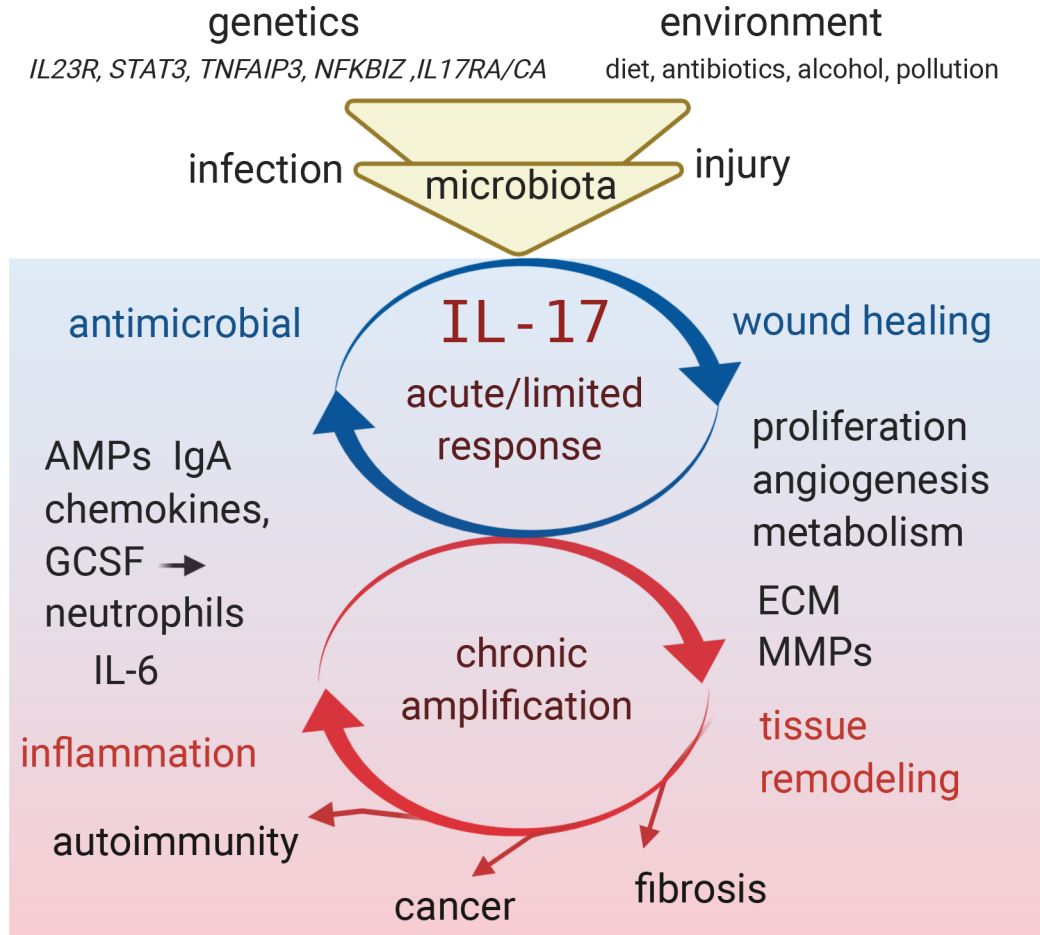 genetics
IL23R, STAT3, TNFAIP3, NFKBIZ ,IL17RA/CA
environment
diet, antibiotics, alcohol, pollution
infection
microbiota
injury
IL-17
acute/limited
response
antimicrobial
wound healing
AMPs IgA
chemokines,
GCSF
neutrophils
IL-6
proliferation
angiogenesis
metabolism
ECM
MMPs
chronic
amplification
inflammation
tissue
remodeling
autoimmunity
cancer
fibrosis